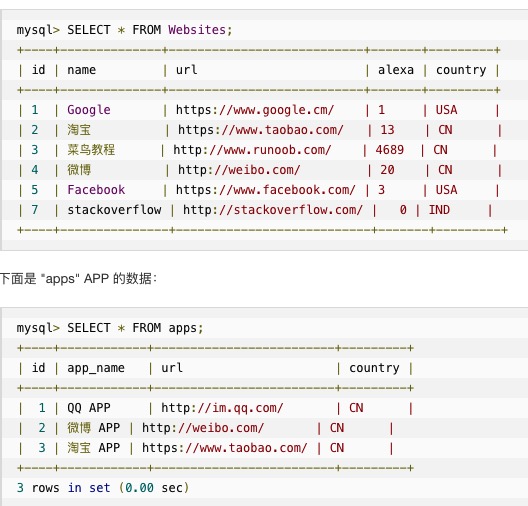 mysql> SELECT * FROM Websites;
+----+--------------+---------------------------+-------+---------+
| id | name         | url                       | alexa | country |
+----+--------------+---------------------------+-------+---------+
| 1  | Google       | https://www.google.cm/    | 1     | USA     |
| 2  | 淘宝          | https://www.taobao.com/   | 13    | CN      |
| 3  | 菜鸟教程      | http://www.runoob.com/    | 4689  | CN      |
| 4  | 微博          | http://weibo.com/         | 20    | CN      |
| 5  | Facebook     | https://www.facebook.com/ | 3     | USA     |
| 7  | stackoverflow | http://stackoverflow.com/ |   0 | IND     |
+----+---------------+---------------------------+-------+---------+
下面是 "apps" APP 的数据：
mysql> SELECT * FROM apps;
+----+------------+-------------------------+---------+
| id | app_name   | url                     | country |
+----+------------+-------------------------+---------+
|  1 | QQ APP     | http://im.qq.com/       | CN      |
|  2 | 微博 APP | http://weibo.com/       | CN      |
|  3 | 淘宝 APP | https://www.taobao.com/ | CN      |
+----+------------+-------------------------+---------+
3 rows in set (0.00 sec)